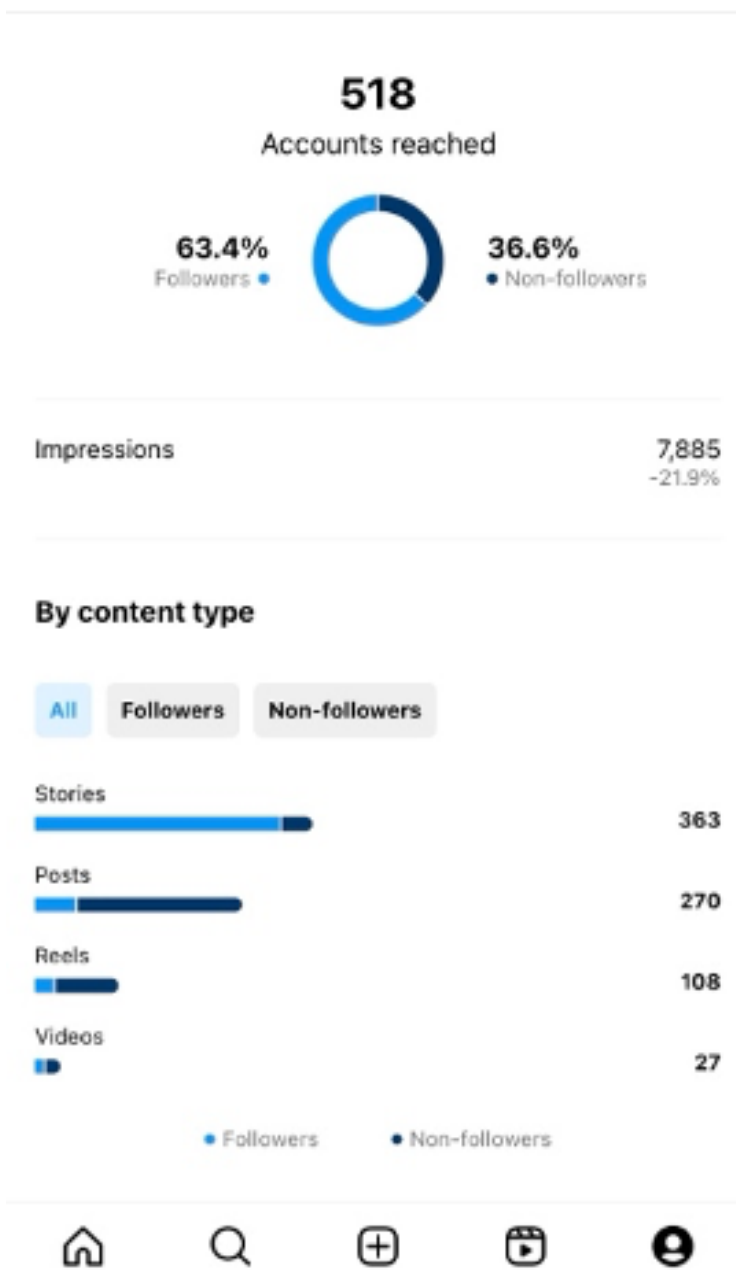 518
Accounts reached
63.4%
Followers
36.6%
Non-followers
Impressions
7,885
-21.9%
By content type
All Followers Non-followers
Stories
363
Posts
270
Reels
108
Videos
27
Followers Non-followers